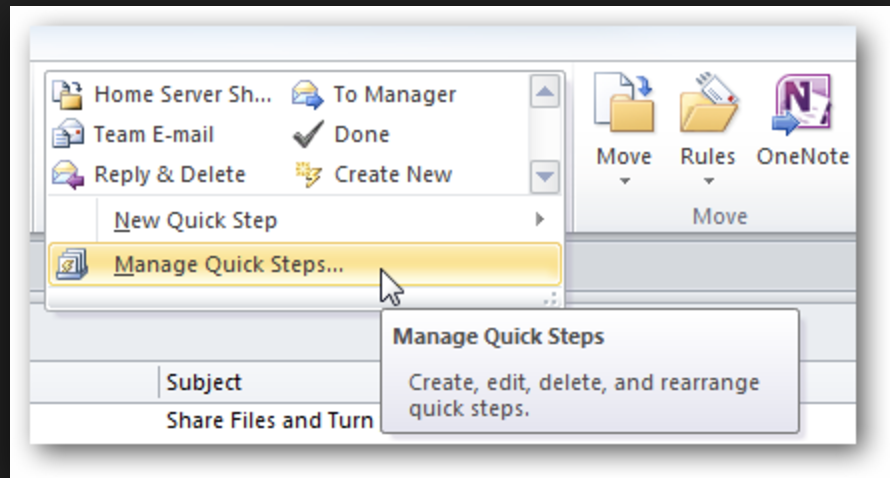 Home Server Sh... To Manager
Team E-mail Done
Reply & Delete Create New
New Quick Step
Manage Quick Steps...
Move Rules OneNote
Move
Manage Quick Steps
Create, edit, delete, and rearrange
quick steps.
Subject
Share Files and Turn